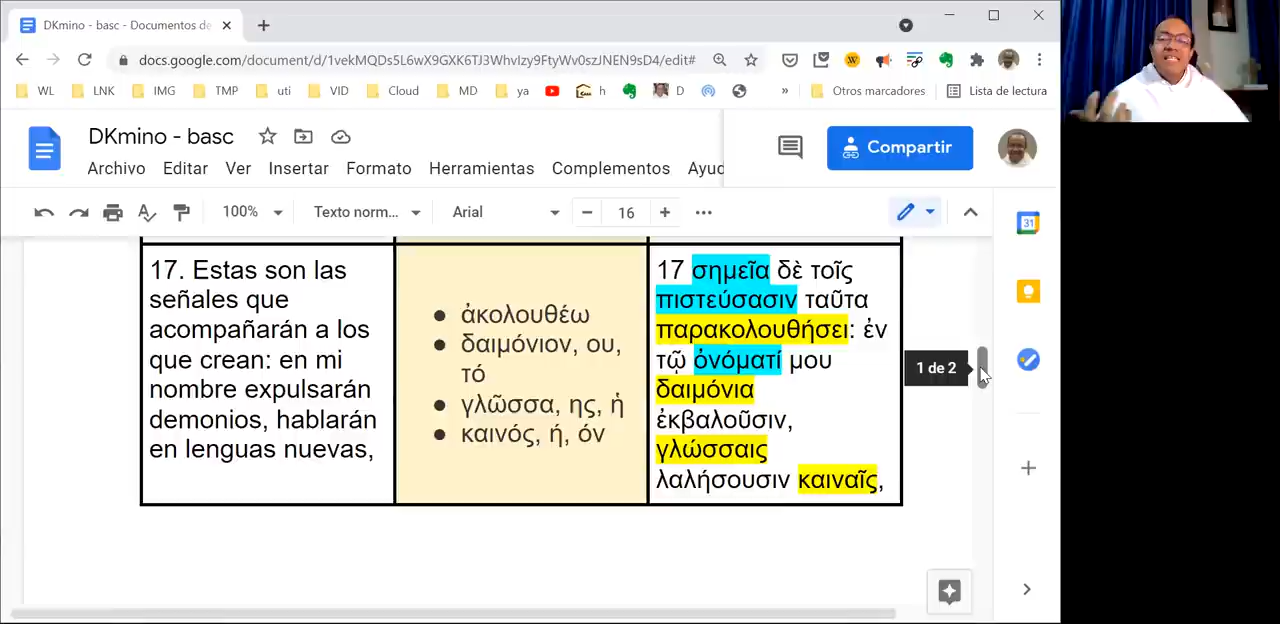 DKmino - basc - Documentos de
docs.google.com/document/d/1vekMQDs5L6wX9GXK6TJ3WhvIzy9FtyWv0szJNEN9sD4/edit#
WL LNK IMG TMP uti VID Cloud MD ya h D » Otros marcadores Lista de lectura
DKmino - basc
Compartir
Archivo Editar Ver Insertar Formato Herramientas Complementos Ayud
100% Texto norm... Arial 16
31
17. Estas son las
señales que
acompañarán a los
que crean: en mi
nombre expulsarán
demonios, hablarán
en lenguas nuevas,
ἀκολουθέω
δαιμόνιον, ου,
τό
γλῶσσα, ης, ἡ
καινός, ή, όν
17 σημεῖα δὲ τοῖς
πιστεύσασιν ταῦτα
παρακολουθήσει: ἐν
τῷ ὀνόματί μου
δαιμόνια
ἐκβαλοῦσιν,
γλώσσαις
λαλήσουσιν καιναῖς,
1 de 2